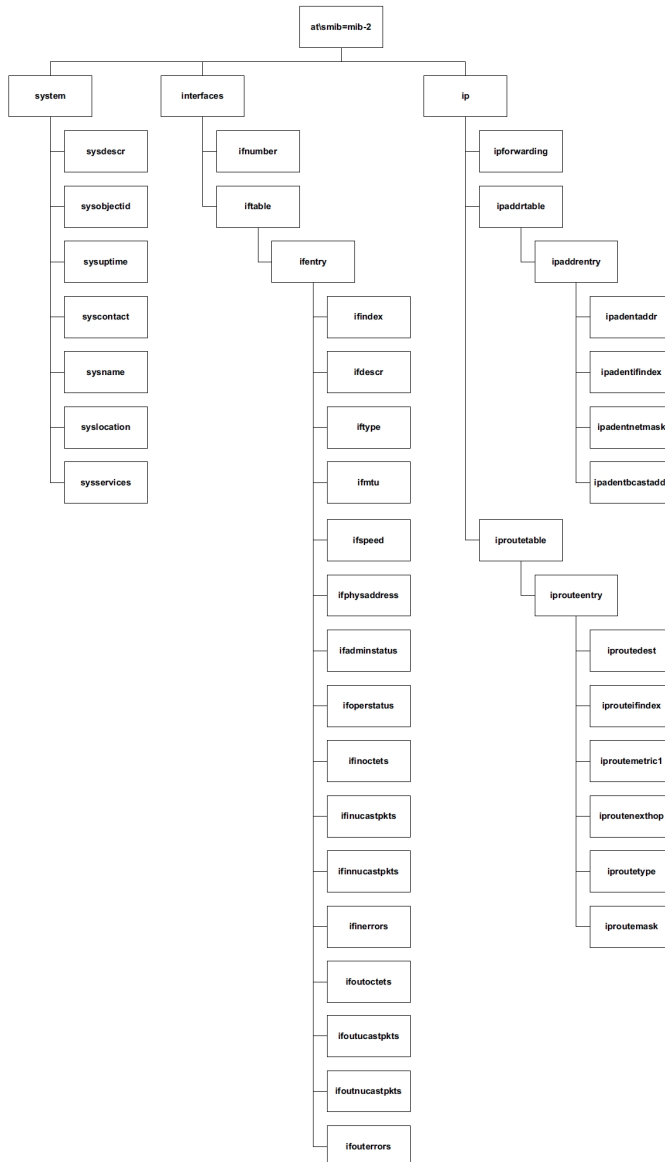 at\smib=mib-2
system
interfaces
ip
sysdescr
sysobjectid
sysuptime
syscontact
sysname
syslocation
sysservices
ifnumber
iftable
ifentry
ifindex
ifdescr
iftype
ifmtu
ifspeed
ifphysaddress
ifadminstatus
ifoperstatus
ifinoctets
ifinucastpkts
ifinnucastpkts
ifinerrors
ifoutoctets
ifoutucastpkts
ifoutnucastpkts
ifouterrors
ipforwarding
ipaddrtable
ipaddrentry
ipadentaddr
ipadentifindex
ipadentnetmask
ipadentbcastadd
iproutetable
iprouteentry
iproutedest
iprouteifindex
iproutemetric1
iproutenexthop
iproutetype
iproutemask